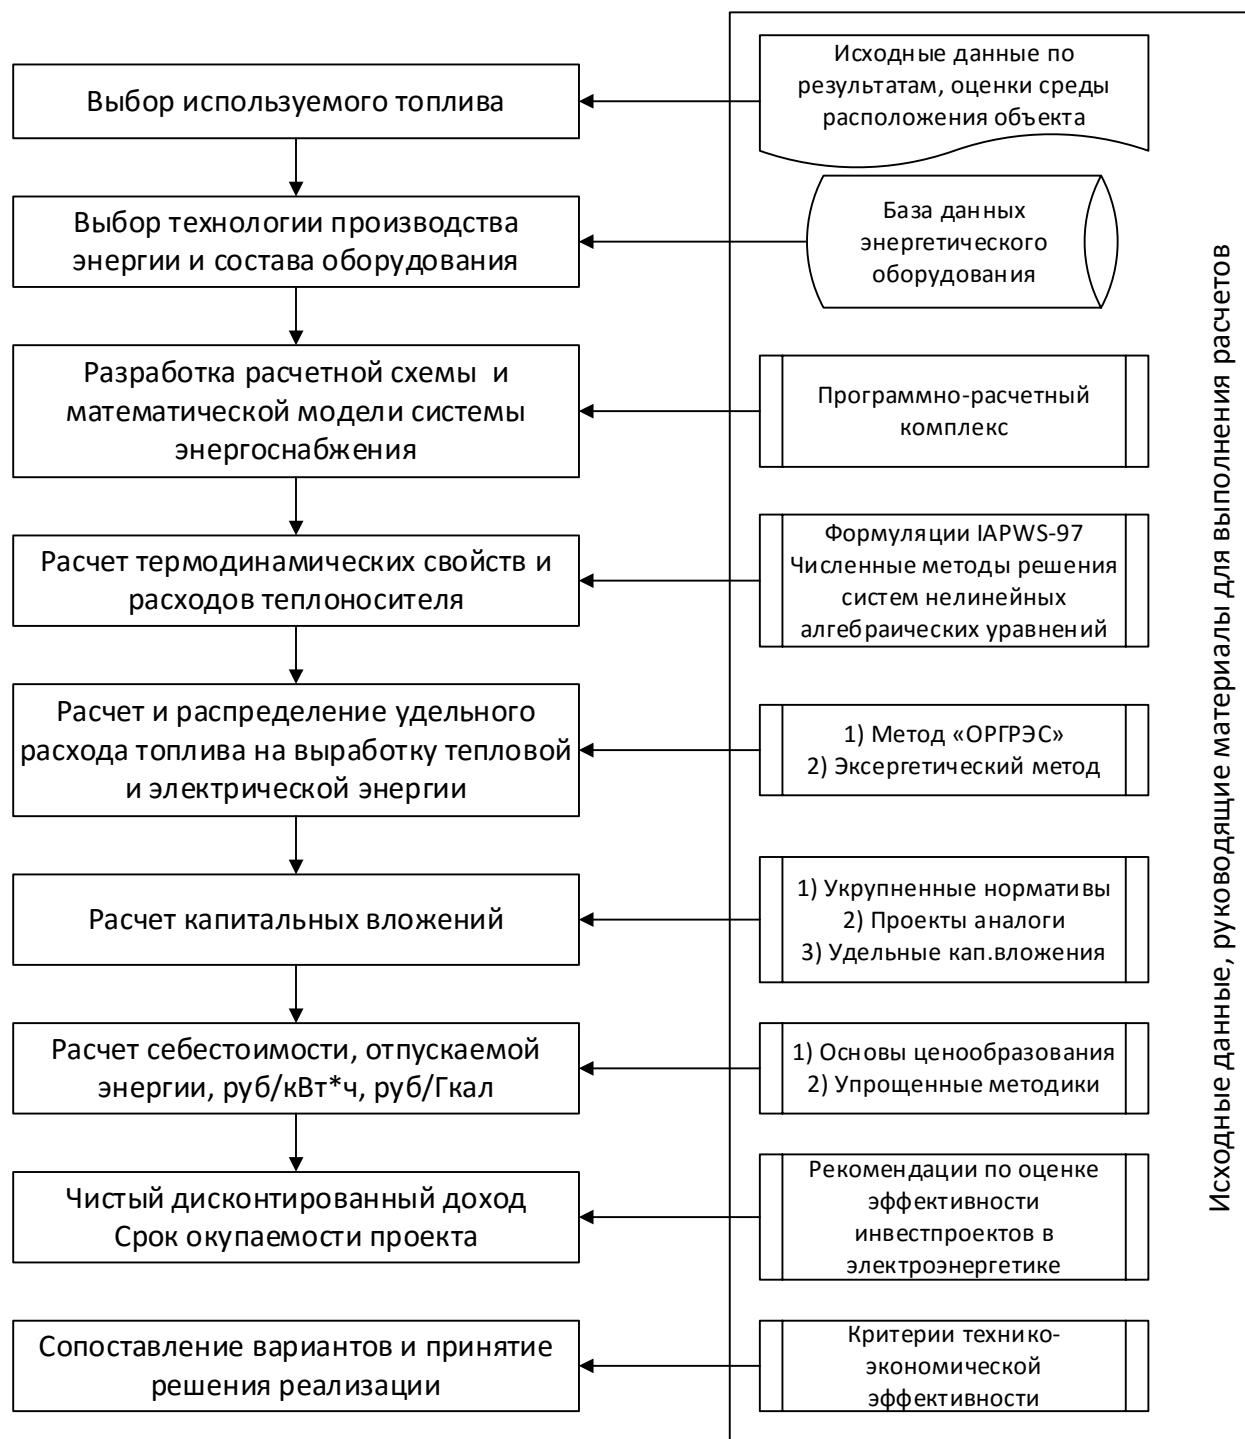 Выбор используемого топлива
Исходные данные по
результатам, оценки среды
расположения объекта
Выбор технологии производства
энергии и состава оборудования
База данных
энергетического
оборудования
Разработка расчетной схемы и
математической модели системы
энергоснабжения
Программно-расчетный
комплекс
Расчет термодинамических свойств и
расходов теплоносителя
Формуляции IAPWS-97
Численные методы решения
систем нелинейных
алгебраических уравнений
Расчет и распределение удельного
расхода топлива на выработку тепловой
и электрической энергии
1) Метод «ОРГРЭС»
2) Эксергетический метод
Расчет капитальных вложений
1) Укрупненные нормативы
2) Проекты аналоги
3) Удельные кап.вложения
Расчет себестоимости, отпускаемой
энергии, руб/кВт*ч, руб/Гкал
1) Основы ценообразования
2) Упрощенные методики
Чистый дисконтированный доход
Срок окупаемости проекта
Рекомендации по оценке
эффективности
инвестпроектов в
электроэнергетике
Сопоставление вариантов и принятие
решения реализации
Критерии технико-
экономической
эффективности
Исходные данные, руководящие материалы для выполнения расчетов